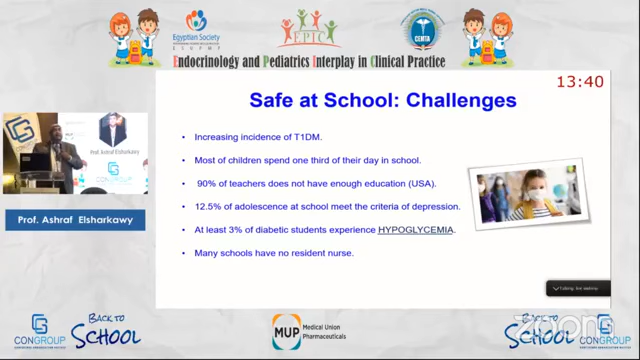 Egyptian Society
EPIC
CEHTA
Endocrinology and Pediatrics Interplay in Clinical Practice
13:40
Safe at School: Challenges
• Increasing incidence of T1DM.
• Most of children spend one third of their day in school.
• 90% of teachers does not have enough education (USA).
• 12.5% of adolescence at school meet the criteria of depression.
• At least 3% of diabetic students experience HYPOGLYCEMIA.
• Many schools have no resident nurse.
Prof. Ashraf Elsharkawy
CONGROUP
Prof. Ashraf Elsharkawy
CONGROUP
BACK TO
SCHOOL
MUP
Medical Union
Pharmaceuticals
BACK TO
SCHOOL
CONGROUP
zoom